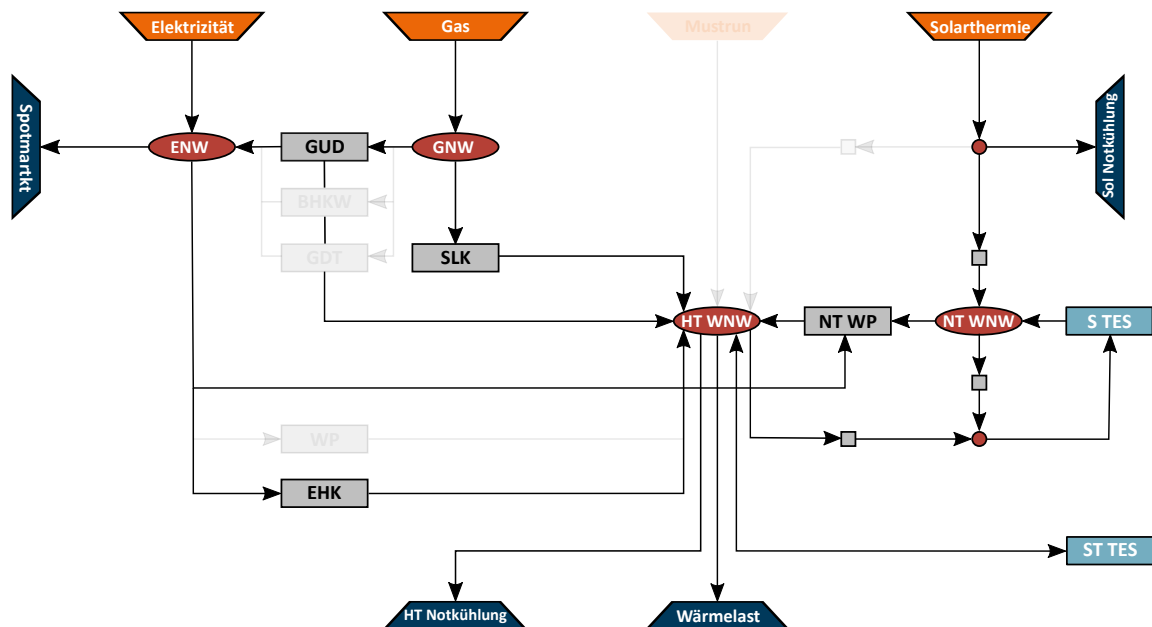 Elektrizität
Gas
Mustrun
Solarthermie
Spotmartkt
ENW
GUD
GNW
Sol Notkühlung
BHKW
GDT
SLK
HT WNW
NT WP
NT WNW
S TES
WP
EHK
ST TES
HT Notkühlung
Wärmelast